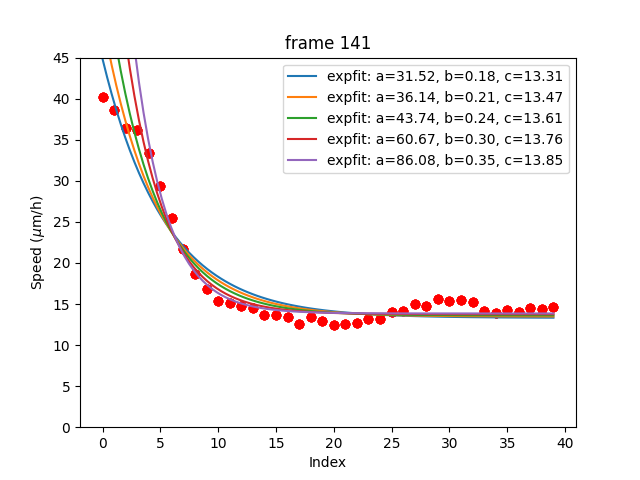 frame 141
45
40
35
30
25
20
15
10
5
0
Speed (μm/h)
expfit: a=31.52, b=0.18, c=13.31
expfit: a=36.14, b=0.21, c=13.47
expfit: a=43.74, b=0.24, c=13.61
expfit: a=60.67, b=0.30, c=13.76
expfit: a=86.08, b=0.35, c=13.85
0 5 10 15 20 25 30 35 40
Index